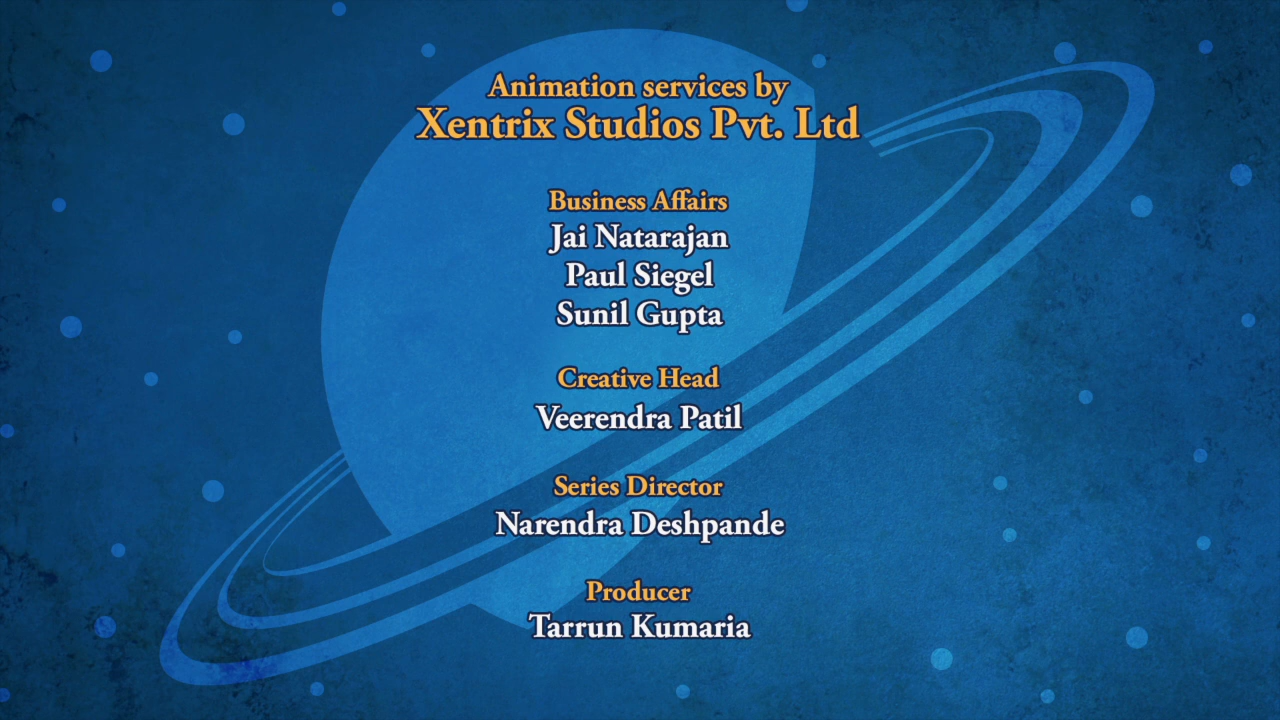 Animation services by
Xentrix Studios Pvt. Ltd
Business Affairs
Jai Natarajan
Paul Siegel
Sunil Gupta
Creative Head
Veerendra Patil
Series Director
Narendra Deshpande
Producer
Tarrun Kumaria